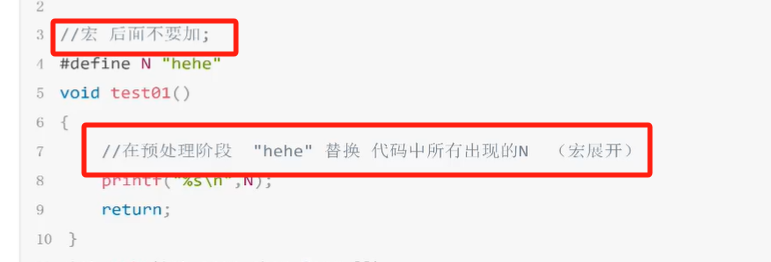 2
3 //宏 后面不要加;
4 #define N "hehe"
5 void test01()
6 {
7 //在预处理阶段 "hehe" 替换 代码中所有出现的N （宏展开）
8 printf("%s\n",N);
9 return;
10 }